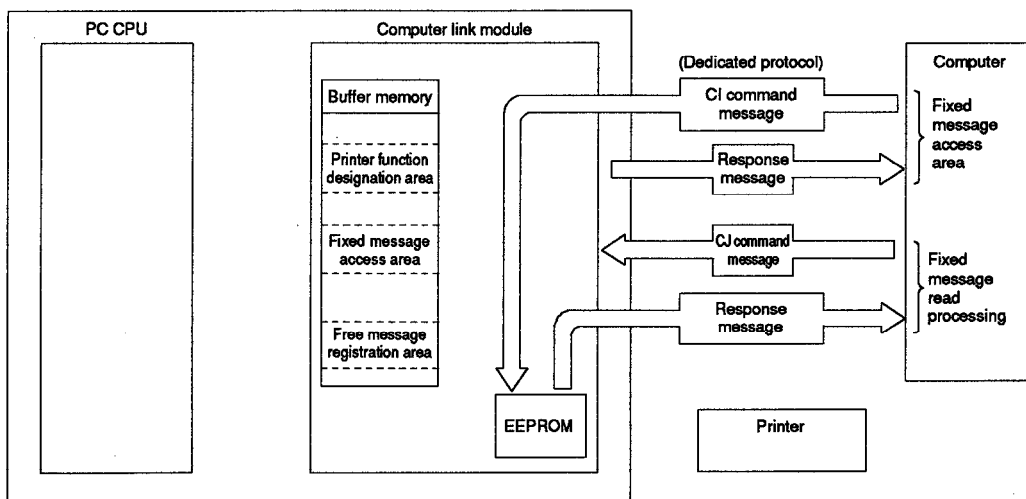 PC CPU
Computer link module
Buffer memory
Printer function
designation area
Fixed message
access area
Free message
registration area
EEPROM
(Dedicated protocol)
CI command
message
Response
message
CJ command
message
Response
message
Printer
Computer
Fixed
message
access
area
Fixed
message
read
processing